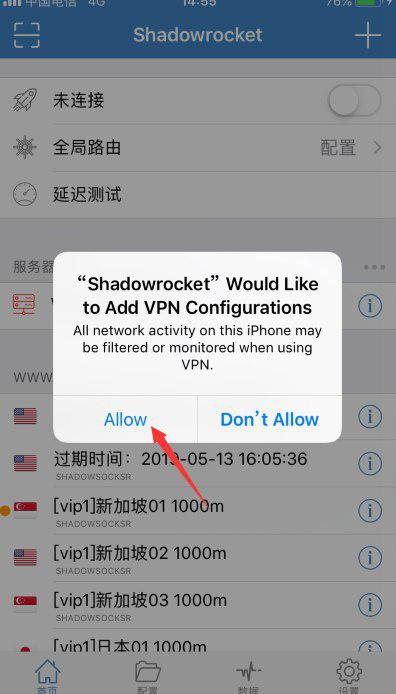 中国电信 4G 14:55 76%
Shadowrocket
未连接
全局路由 配置
延迟测试
服务器
“Shadowrocket” Would Like
to Add VPN Configurations
All network activity on this iPhone may
be filtered or monitored when using
VPN.
Allow Don’t Allow
WWW
过期时间：2019-05-13 16:05:36
SHADOWSOCKSR
[vip1]新加坡01 1000m
SHADOWSOCKSR
[vip1]新加坡02 1000m
SHADOWSOCKSR
[vip1]新加坡03 1000m
SHADOWSOCKSR
[vip1]日本01 1000m
首页 配置 数据 设置